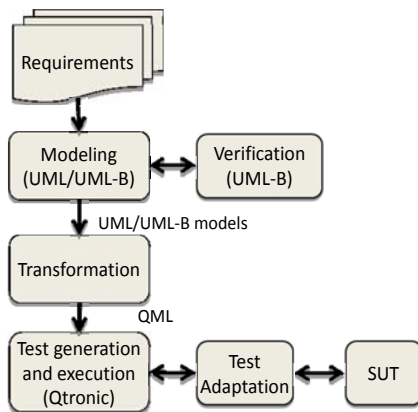 Requirements
Modeling
(UML/UML-B)
Verification
(UML-B)
UML/UML-B models
Transformation
QML
Test generation
and execution
(Qtronic)
Test
Adaptation
SUT